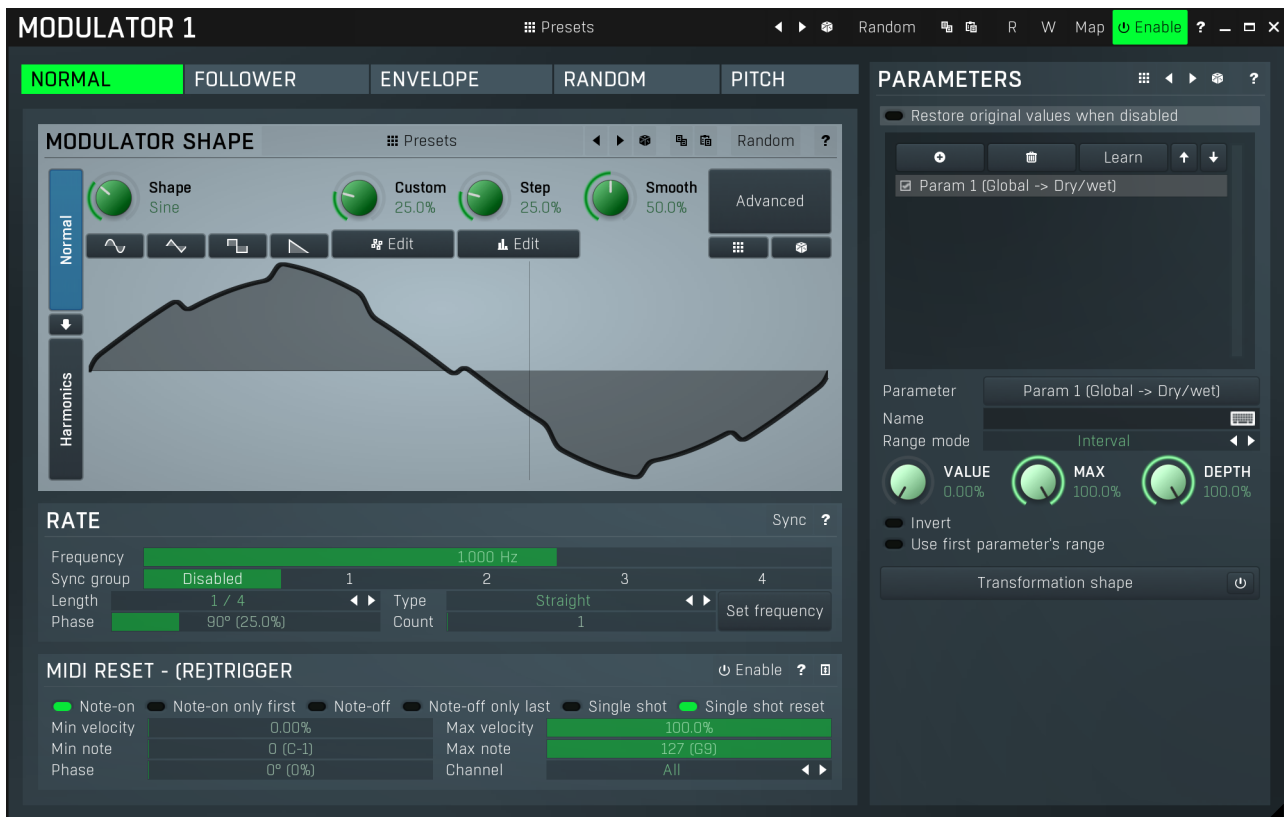 MODULATOR 1 Presets Random R W Map Enable ?
NORMAL FOLLOWER ENVELOPE RANDOM PITCH
MODULATOR SHAPE Presets Random ?
Normal
Harmonics
Shape Custom Step Smooth
Sine 25.0% 25.0% 50.0%
Advanced
Edit Edit
RATE Sync ?
Frequency 1.000 Hz
Sync group Disabled 1 2 3 4
Length 1 / 4 Type Straight
Set frequency
Phase 90° (25.0%) Count 1
MIDI RESET - (RE)TRIGGER Enable ?
Note-on Note-on only first Note-off Note-off only last Single shot Single shot reset
Min velocity 0.00% Max velocity 100.0%
Min note 0 (C-1) Max note 127 (G9)
Phase 0° (0%) Channel All
PARAMETERS ?
Restore original values when disabled
Learn
Param 1 (Global -> Dry/wet)
Parameter Param 1 (Global -> Dry/wet)
Name
Range mode Interval
VALUE MAX DEPTH
0.00% 100.0% 100.0%
Invert
Use first parameter's range
Transformation shape